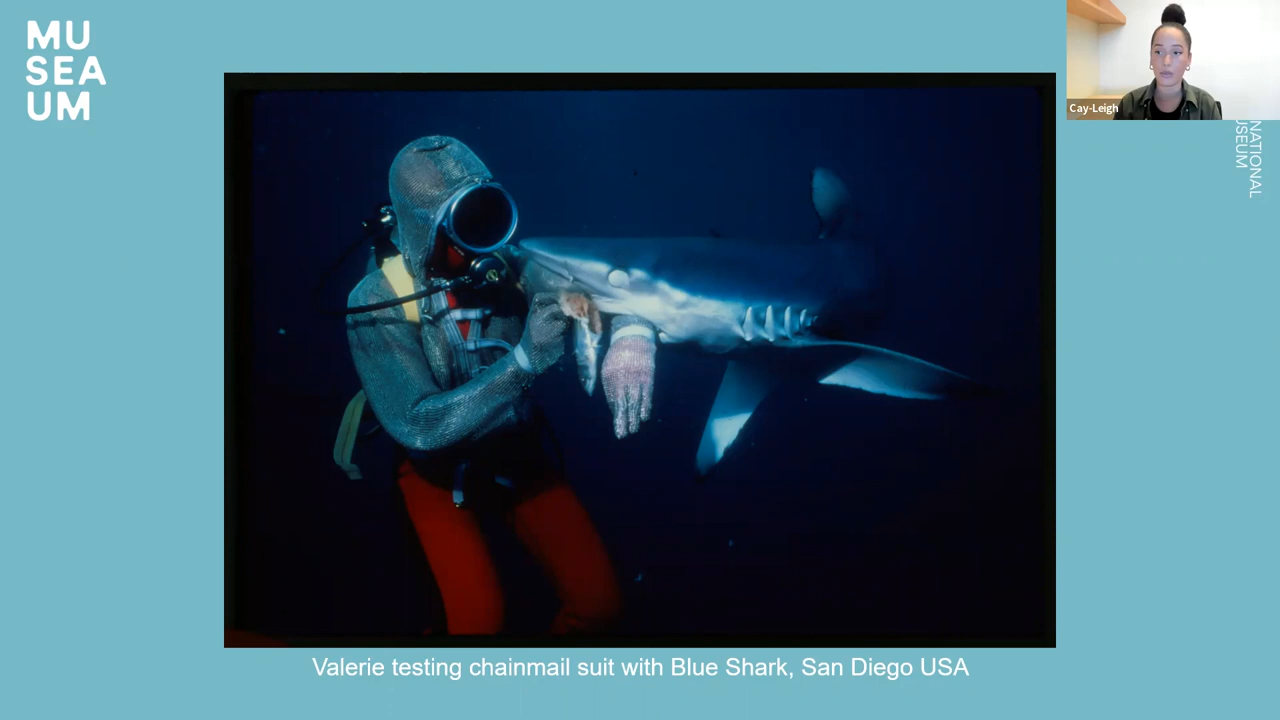 MU
SEA
UM
Cay-Leigh
NATIONAL
USEUM
Valerie testing chainmail suit with Blue Shark, San Diego USA